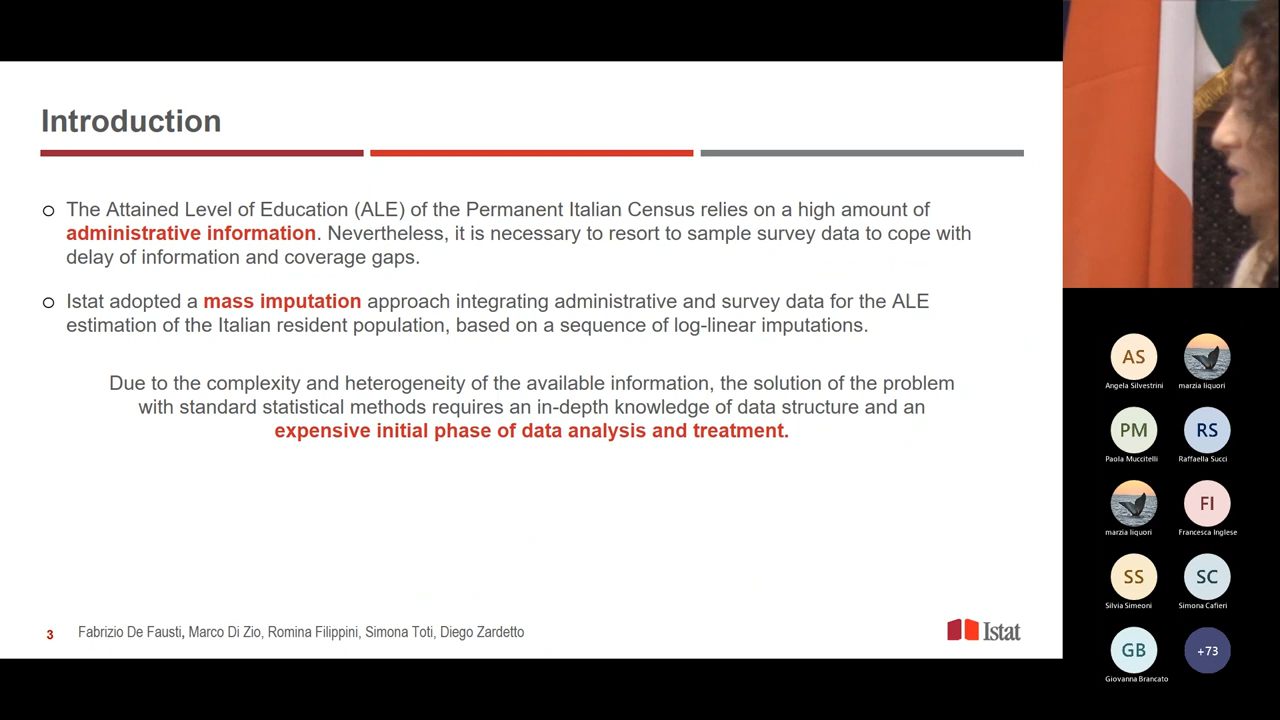 Introduction
The Attained Level of Education (ALE) of the Permanent Italian Census relies on a high amount of
administrative information. Nevertheless, it is necessary to resort to sample survey data to cope with
delay of information and coverage gaps.
Istat adopted a mass imputation approach integrating administrative and survey data for the ALE
estimation of the Italian resident population, based on a sequence of log-linear imputations.
Due to the complexity and heterogeneity of the available information, the solution of the problem
with standard statistical methods requires an in-depth knowledge of data structure and an
expensive initial phase of data analysis and treatment.
3 Fabrizio De Fausti, Marco Di Zio, Romina Filippini, Simona Toti, Diego Zardetto
Istat
AS
Angela Silvestrini
marzia liquori
PM
Paola Muccitelli
RS
Raffaella Succi
marzia liquori
FI
Francesca Inglese
SS
Silvia Simeoni
SC
Simona Cafieri
GB
Giovanna Brancato
+73